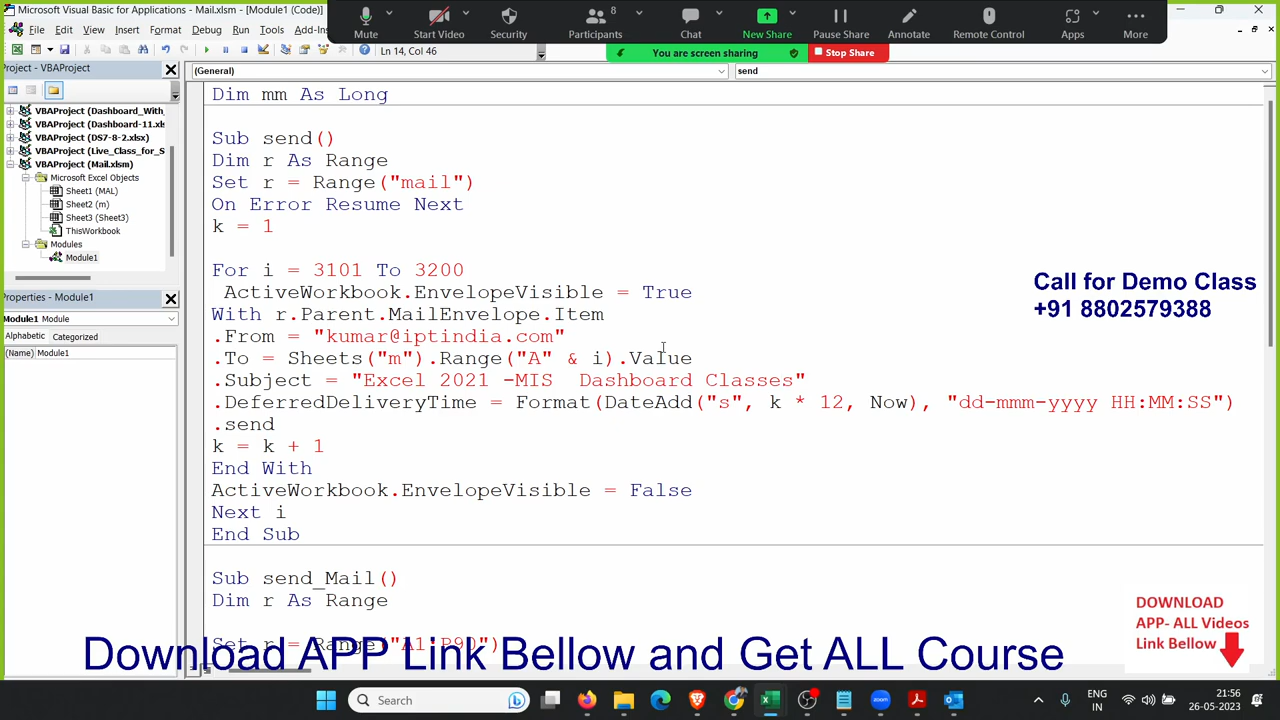 Microsoft Visual Basic for Applications - Mail.xlsm - [Module1 (Code)]
File Edit View Insert Format Debug Run Tools Add-Ins
Mute Start Video Security Participants 8 Chat New Share Pause Share Annotate Remote Control Apps More
You are screen sharing Stop Share
Ln 14, Col 46
Project - VBAProject
(General) send
VBAProject (Dashboard_With_
VBAProject (Dashboard-11.xls
VBAProject (DS7-8-2.xlsx)
VBAProject (Live_Class_for_S
VBAProject (Mail.xlsm)
Microsoft Excel Objects
Sheet1 (MAL)
Sheet2 (m)
Sheet3 (Sheet3)
ThisWorkbook
Modules
Module1
Properties - Module1
Module1 Module
Alphabetic Categorized
(Name) Module1
Dim mm As Long
Sub send()
Dim r As Range
Set r = Range("mail")
On Error Resume Next
k = 1
For i = 3101 To 3200
ActiveWorkbook.EnvelopeVisible = True
With r.Parent.MailEnvelope.Item
.From = "kumar@iptindia.com"
.To = Sheets("m").Range("A" & i).Value
.Subject = "Excel 2021 -MIS  Dashboard Classes"
.DeferredDeliveryTime = Format(DateAdd("s", k * 12, Now), "dd-mmm-yyyy HH:MM:SS")
.send
k = k + 1
End With
ActiveWorkbook.EnvelopeVisible = False
Next i
End Sub
Sub send_Mail()
Dim r As Range
Set r = Range("A1:P90")
Call for Demo Class
+91 8802579388
DOWNLOAD
APP- ALL Videos
Link Bellow
Download APP Link Bellow and Get ALL Course
Search
zoom
ENG
IN
21:56
26-05-2023